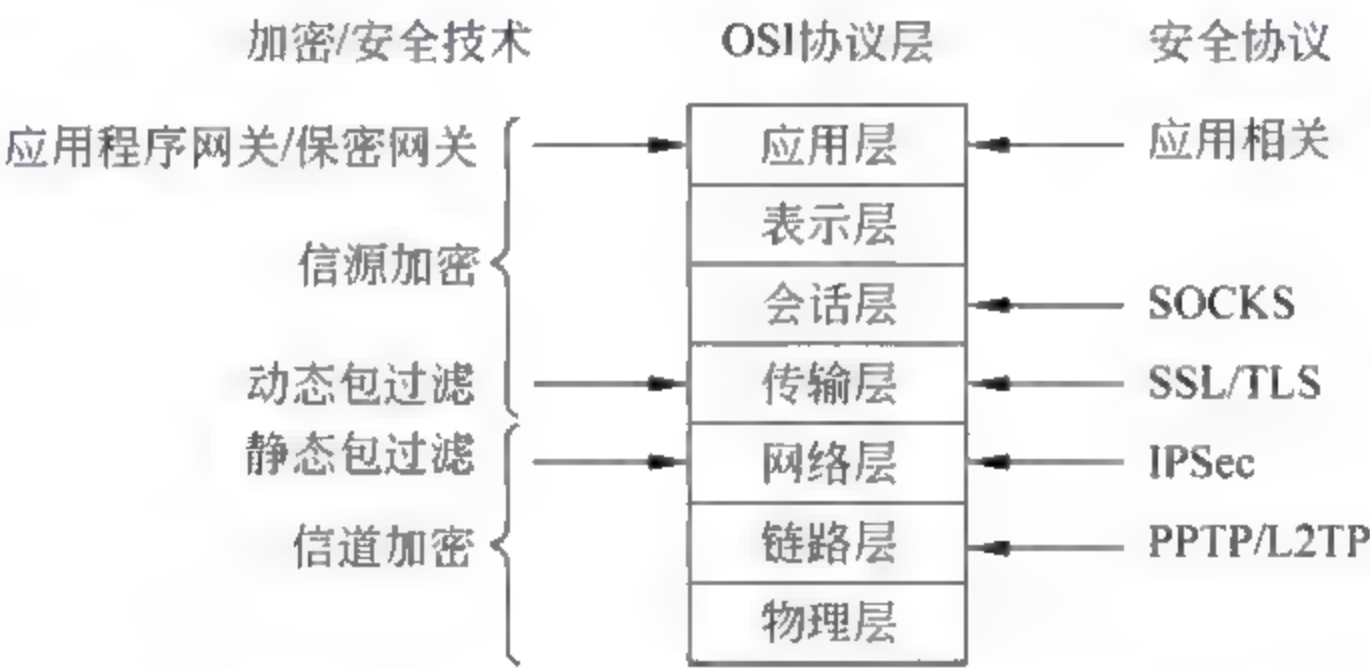 加密/安全技术 OSI协议层 安全协议
应用程序网关/保密网关 应用层 应用相关
表示层
信源加密
会话层 SOCKS
动态包过滤 传输层 SSL/TLS
静态包过滤 网络层 IPSec
信道加密 链路层 PPTP/L2TP
物理层